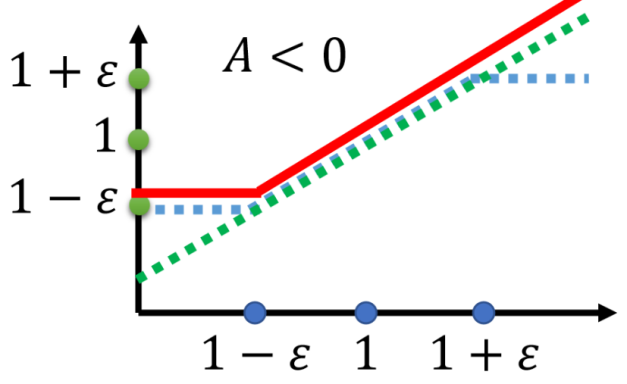 A < 0
1 + ε
1
1 − ε
1 − ε 1 1 + ε